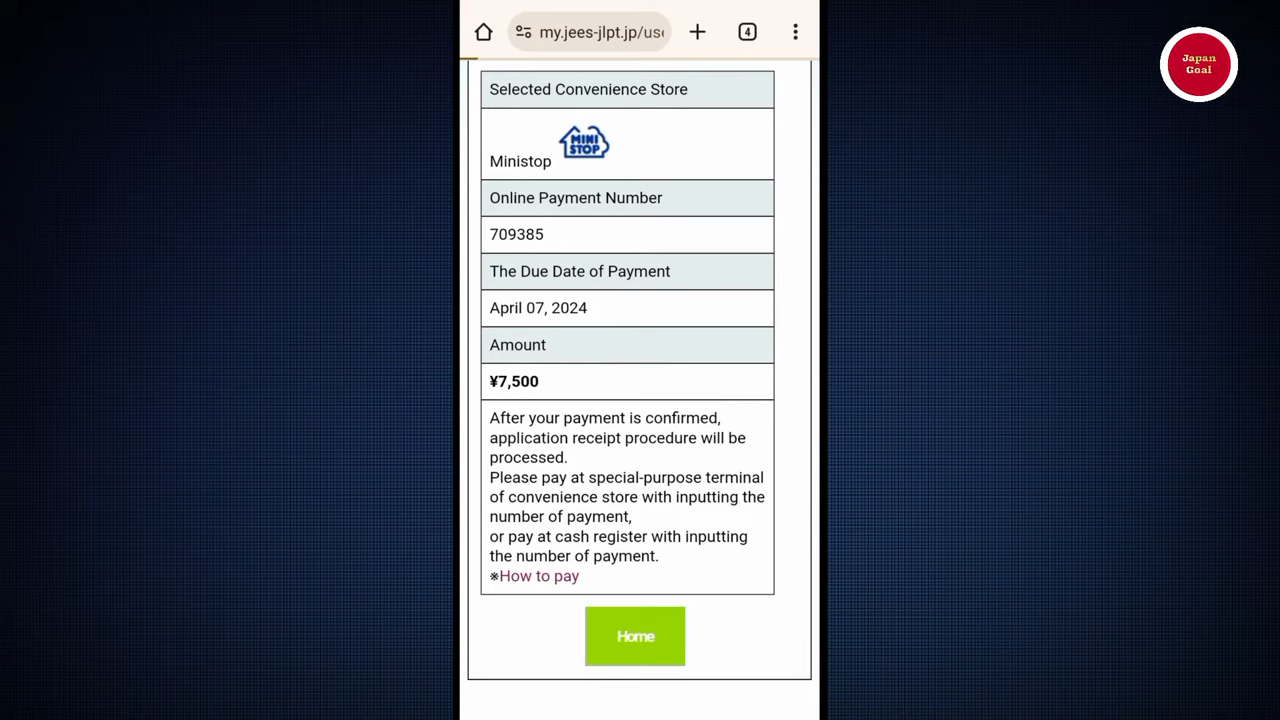 my.jees-jlpt.jp/use
4
Japan
Goal
Selected Convenience Store
MINI
STOP
Ministop
Online Payment Number
709385
The Due Date of Payment
April 07, 2024
Amount
¥7,500
After your payment is confirmed,
application receipt procedure will be
processed.
Please pay at special-purpose terminal
of convenience store with inputting the
number of payment,
or pay at cash register with inputting
the number of payment.
※How to pay
Home